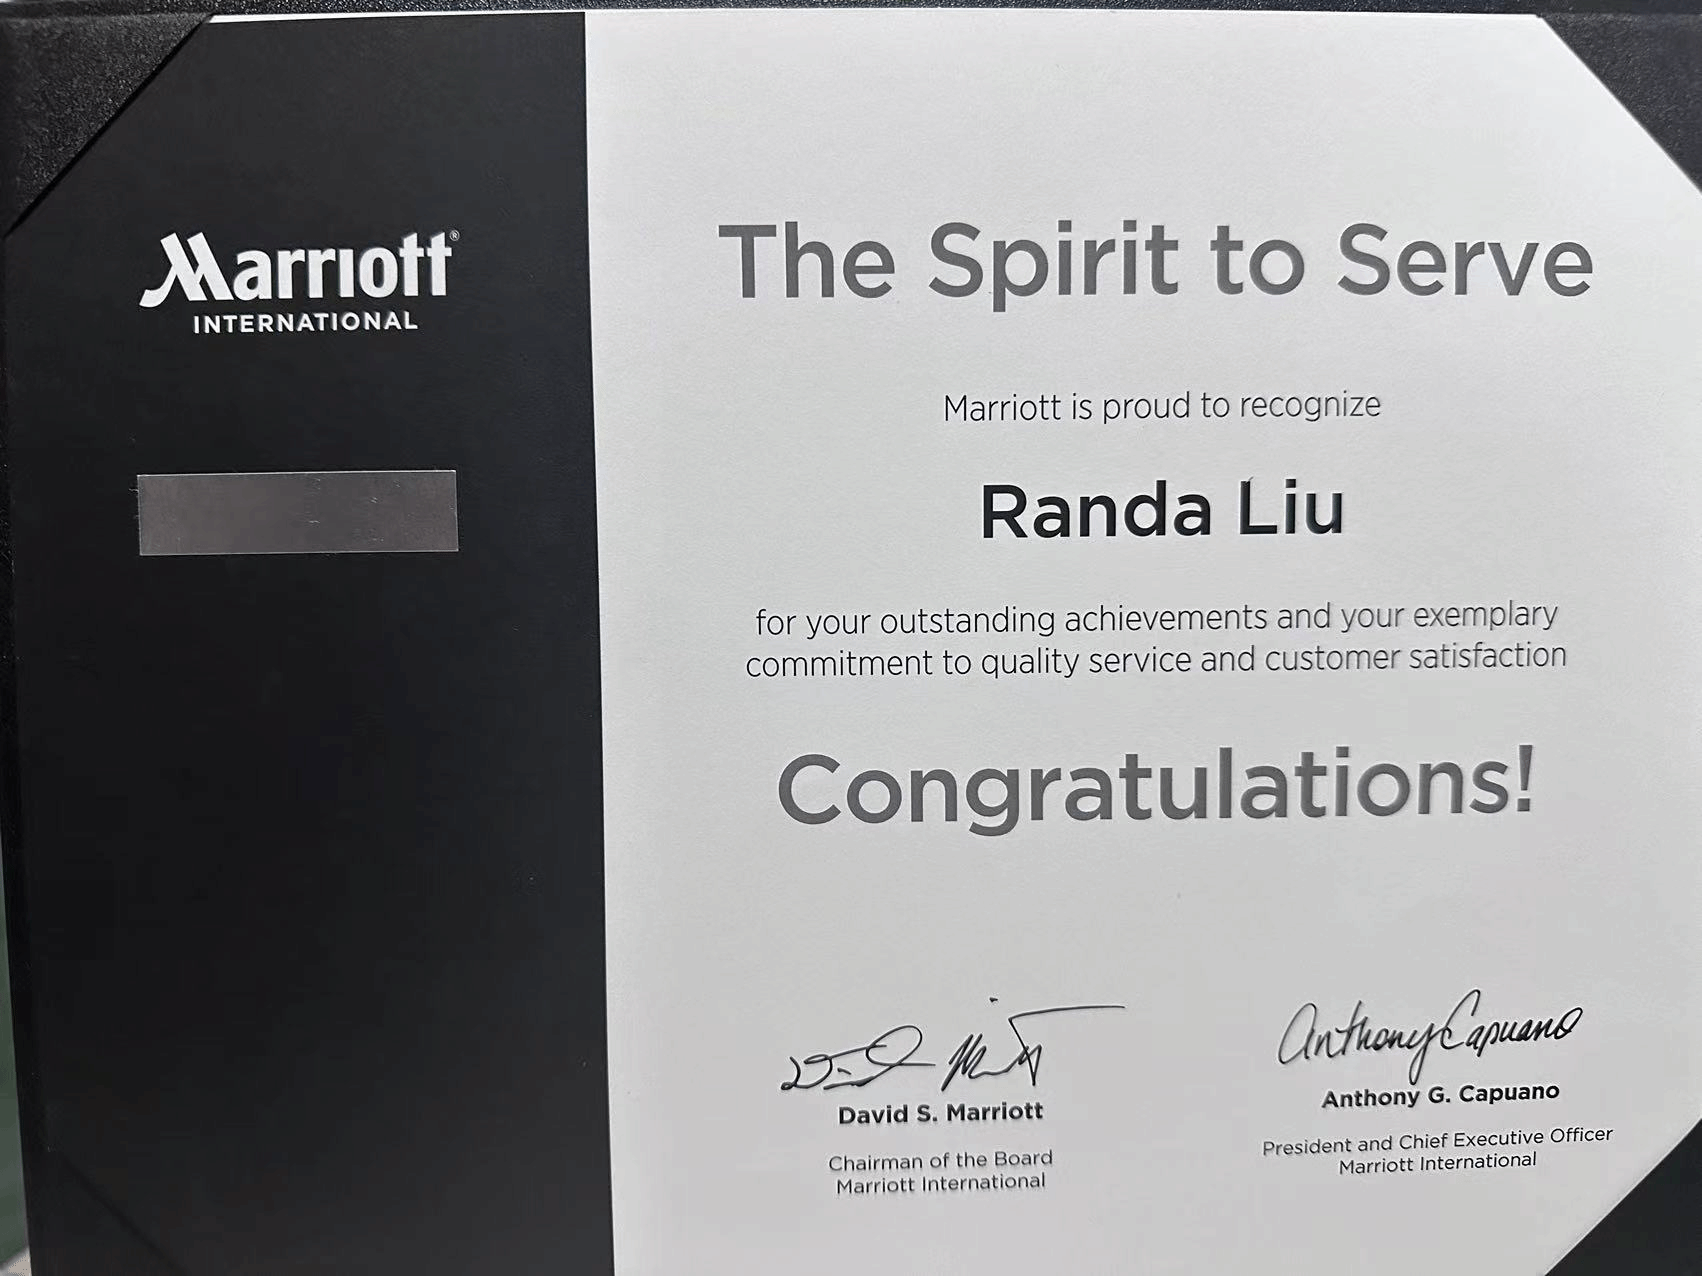 Marriott®
INTERNATIONAL
The Spirit to Serve
Marriott is proud to recognize
Randa Liu
for your outstanding achievements and your exemplary
commitment to quality service and customer satisfaction
Congratulations!
Anthony Capuano
David S. Marriott
Chairman of the Board
Marriott International
Anthony G. Capuano
President and Chief Executive Officer
Marriott International